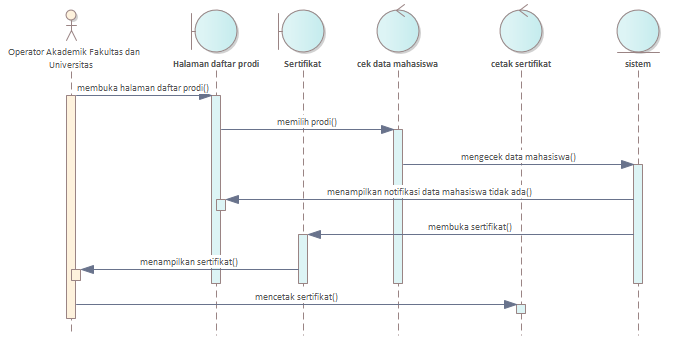 Operator Akademik Fakultas dan
Universitas
Halaman daftar prodi
Sertifikat
cek data mahasiswa
cetak sertifikat
sistem
membuka halaman daftar prodi()
memilih prodi()
mengecek data mahasiswa()
menampilkan notifikasi data mahasiswa tidak ada()
membuka sertifikat()
menampilkan sertifikat()
mencetak sertifikat()